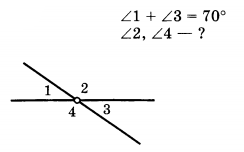 ∠1 + ∠3 = 70°
∠2, ∠4 — ?
1 2
4 3